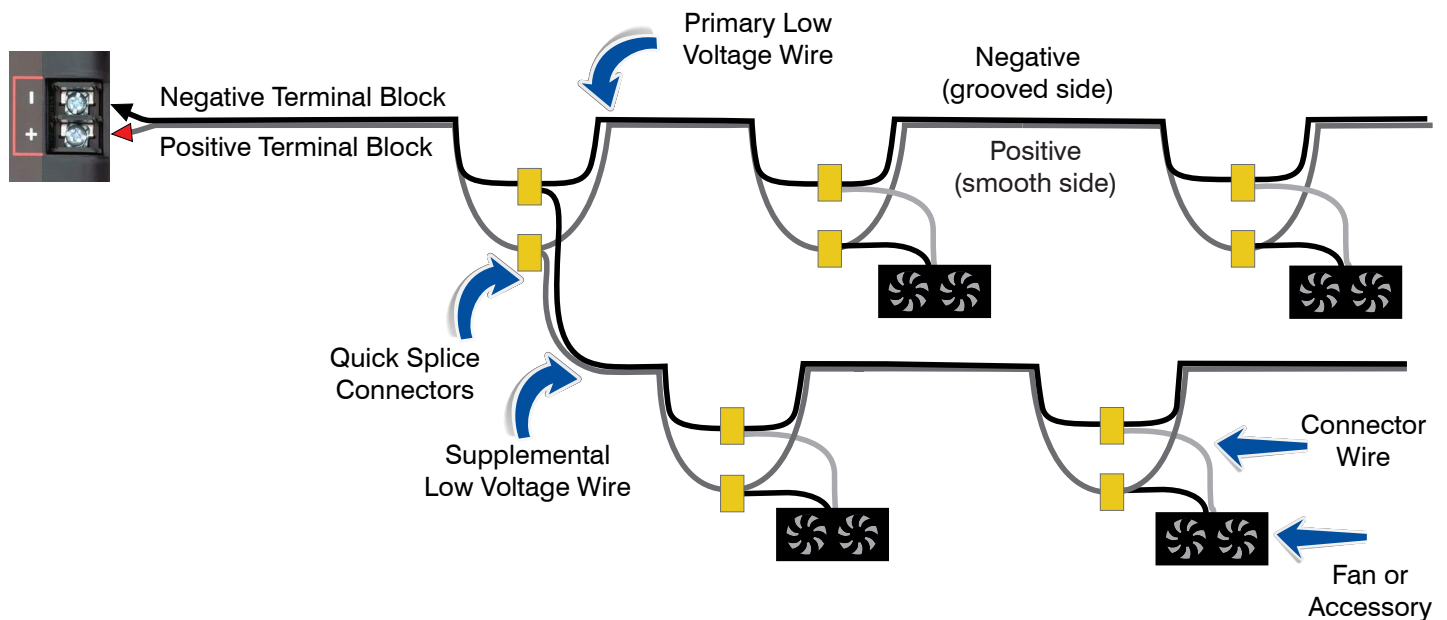 Primary Low
Voltage Wire
Negative
(grooved side)
Negative Terminal Block
Positive Terminal Block
Positive
(smooth side)
-
+
Quick Splice
Connectors
Supplemental
Low Voltage Wire
Connector
Wire
Fan or
Accessory